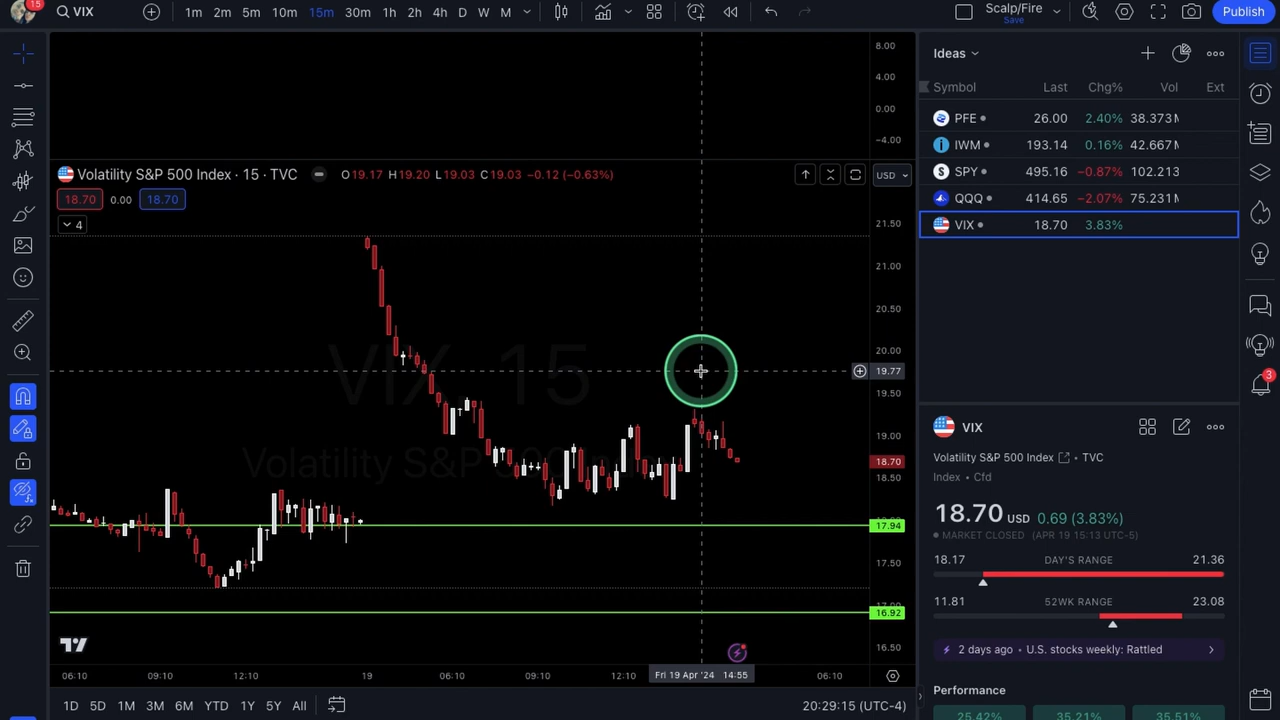 15
VIX
1m 2m 5m 10m 15m 30m 1h 2h 4h D W M
Scalp/Fire
Save
Publish
8.00
4.00
0.00
−4.00
Volatility S&P 500 Index · 15 · TVC
O19.17 H19.20 L19.03 C19.03 −0.12 (−0.63%)
USD
18.70 0.00 18.70
4
21.50
21.00
20.50
20.00
19.77
19.50
19.00
18.70
18.50
17.94
17.50
16.92
16.50
VIX, 15
Volatility S&P 500 Index
06:10 09:10 12:10 19 06:10 09:10 12:10 Fri 19 Apr '24 14:55 06:10
1D 5D 1M 3M 6M YTD 1Y 5Y All
20:29:15 (UTC-4)
Ideas
Symbol Last Chg% Vol Ext
PFE 26.00 2.40% 38.373M
IWM 193.14 0.16% 42.667M
SPY 495.16 −0.87% 102.213
QQQ 414.65 −2.07% 75.231M
VIX 18.70 3.83%
3
VIX
Volatility S&P 500 Index · TVC
Index · Cfd
18.70 USD 0.69 (3.83%)
MARKET CLOSED (APR 19 15:13 UTC-5)
18.17 DAY'S RANGE 21.36
11.81 52WK RANGE 23.08
2 days ago · U.S. stocks weekly: Rattled
Performance
25.42% 35.21% 35.51%